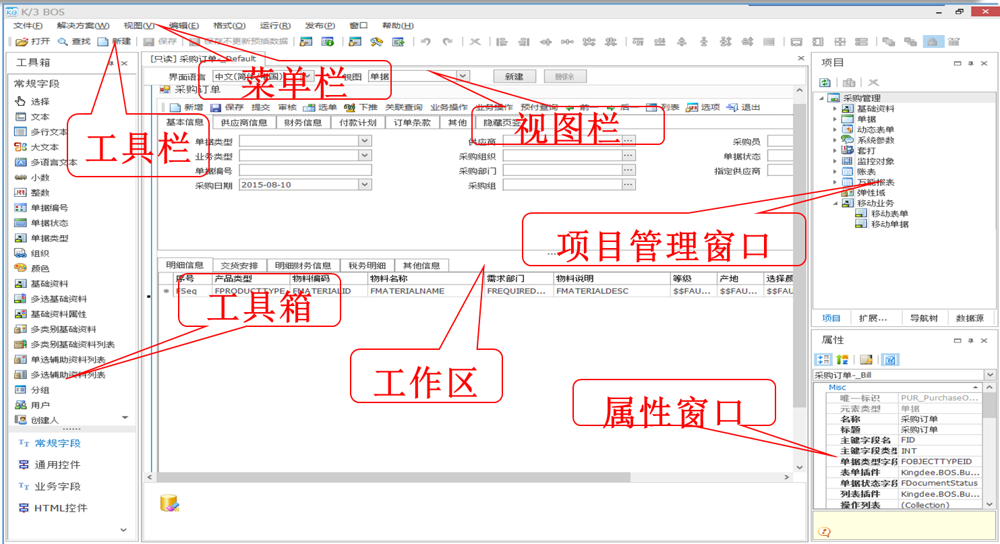 K/3 BOS
文件(F) 解决方案(W) 视图(V) 编辑(E) 格式(O) 运行(R) 发布(P) 窗口 帮助(H)
打开 查找 新建 保存 保存不更新预插数据
工具箱
常规字段
选择
文本
多行文本
大文本
多语言文本
小数
整数
单据编号
单据状态
单据类型
组织
颜色
基础资料
多选基础资料
基础资料属性
多类别基础资料
多类别基础资料列表
单选辅助资料列表
多选辅助资料列表
分组
用户
创建人
常规字段
通用控件
业务字段
HTML控件
[只读] 采购订单-_Default
界面语言 中文(简体 国) 视图 单据 新建 删除
采购订单
新增 保存 提交 审核 选单 下推 关联查询 业务操作 业务操作 预付查询 前一 后一 列表 选项 退出
基本信息 供应商信息 财务信息 付款计划 订单条款 其他 隐藏页签
单据类型 供应商 采购员
业务类型 采购组织 单据状态
单据编号 采购部门 指定供应商
采购日期 2015-08-10 采购组
明细信息 交货安排 明细财务信息 税务明细 其他信息
序号 产品类型 物料编码 物料名称 需求部门 物料说明 等级 产地 选择颜
FSeq FPRODUCTTYPE FMATERIALID FMATERIALNAME FREQUIRED... FMATERIALDESC $$FAU... $$FAU... $$FAU
菜单栏
工具栏
视图栏
项目管理窗口
工具箱
工作区
属性窗口
项目
采购管理
基础资料
单据
动态表单
系统参数
套打
监控对象
账表
万能报表
弹性域
移动业务
移动表单
移动单据
项目 扩展... 导航树 数据源
属性
采购订单-_Bill
Misc
唯一标识 PUR_PurchaseO...
元素类型 单据
名称 采购订单
标题 采购订单
主键字段名 FID
主键字段类型 INT
单据类型字段 FOBJECTTYPEID
表单插件 Kingdee.BOS.Bu...
单据状态字段 FDocumentStatus
列表插件 Kingdee.BOS.Bu...
操作列表 (Collection)